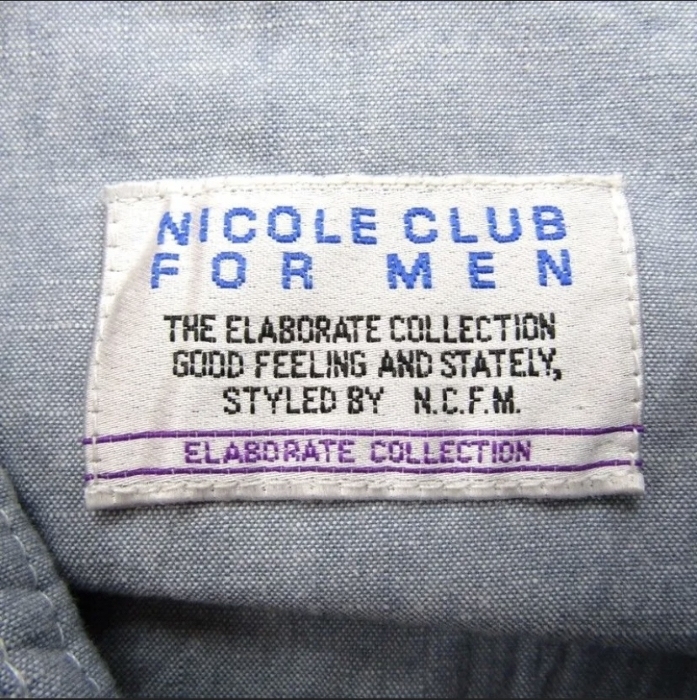 NICOLE CLUB
FOR MEN
THE ELABORATE COLLECTION
GOOD FEELING AND STATELY,
STYLED BY N.C.F.M.
ELABORATE COLLECTION